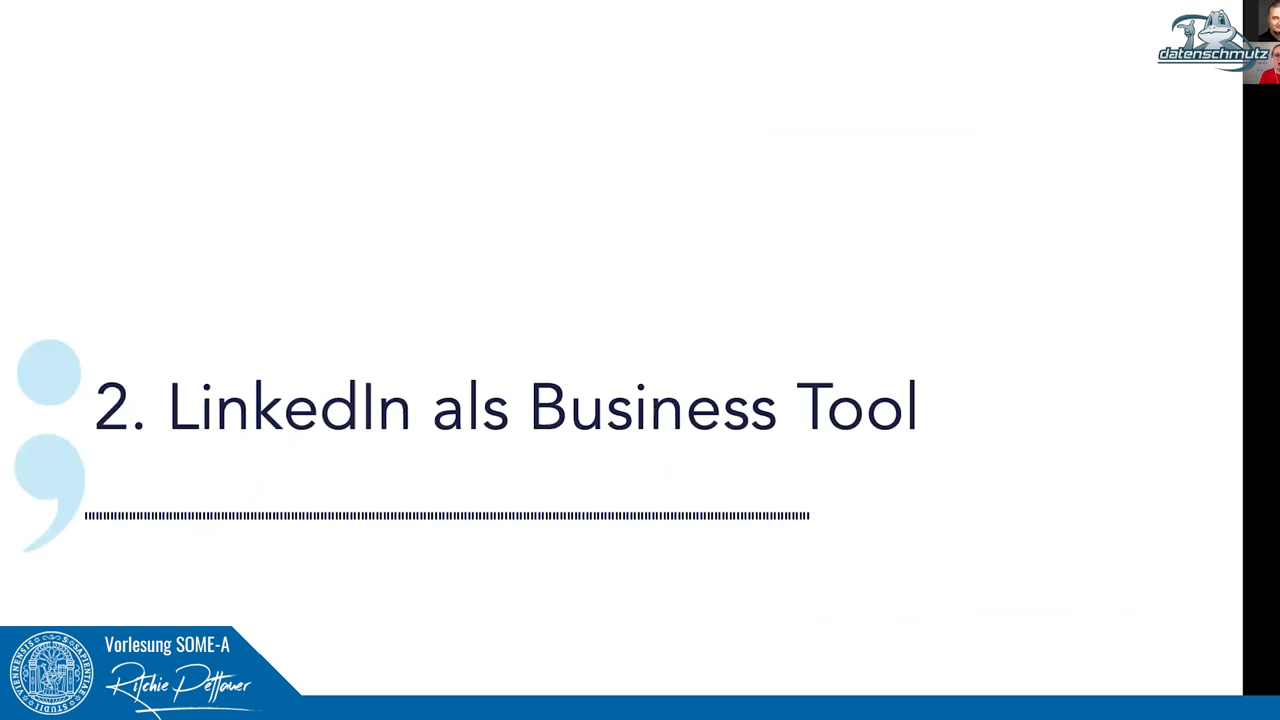 datenschmutz
2. LinkedIn als Business Tool
Vorlesung SOME-A
Ritchie Pettauer